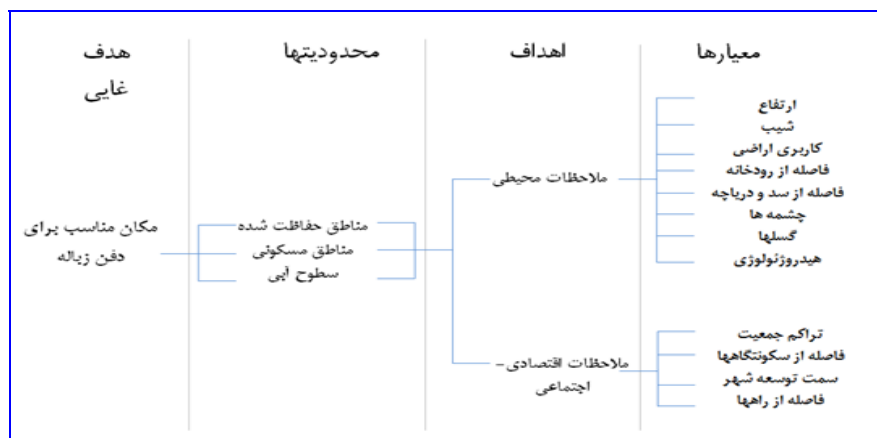 معیارها
اهداف
محدودیتها
هدف
غایی
ارتفاع
شیب
کاربری اراضی
فاصله از رودخانه
فاصله از سد و دریاچه
چشمه ها
گسلها
هیدروژئولوژی
تراکم جمعیت
فاصله از سکونتگاهها
سمت توسعه شهر
فاصله از راهها
ملاحظات محیطی
ملاحظات اقتصادی-
اجتماعی
مناطق حفاظت شده
مناطق مسکونی
سطوح آبی
مکان مناسب برای
دفن زباله